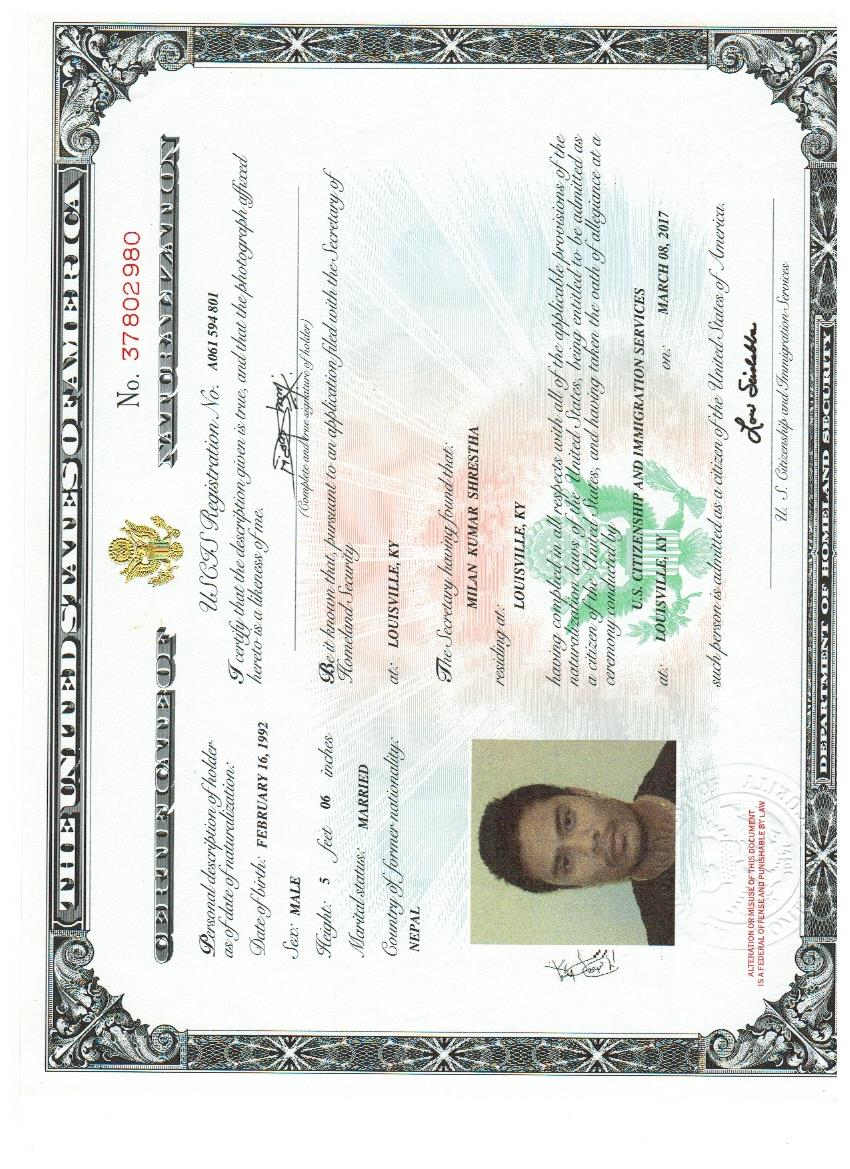 THE UNITED STATES OF AMERICA
No. 37802980
CERTIFICATE OF NATURALIZATION
Personal description of holder
as of date of naturalization:
Date of birth: FEBRUARY 16, 1992
Sex: MALE
Height: 5 feet 06 inches
Marital status: MARRIED
Country of former nationality:
NEPAL
USCIS Registration No. A061 594 801
I certify that the description given is true, and that the photograph affixed
hereto is a likeness of me.
(Complete and true signature of holder)
Be it known that, pursuant to an application filed with the Secretary of
Homeland Security
at: LOUISVILLE, KY
The Secretary having found that:
MILAN KUMAR SHRESTHA
residing at:
LOUISVILLE, KY
having complied in all respects with all of the applicable provisions of the
naturalization laws of the United States, being entitled to be admitted as
a citizen of the United States, and having taken the oath of allegiance at a
ceremony conducted by
U.S. CITIZENSHIP AND IMMIGRATION SERVICES
at: LOUISVILLE, KY on: MARCH 08, 2017
such person is admitted as a citizen of the United States of America.
U. S. Citizenship and Immigration Services
ALTERATION OR MISUSE OF THIS DOCUMENT
IS A FEDERAL OFFENSE AND PUNISHABLE BY LAW
DEPARTMENT OF HOMELAND SECURITY